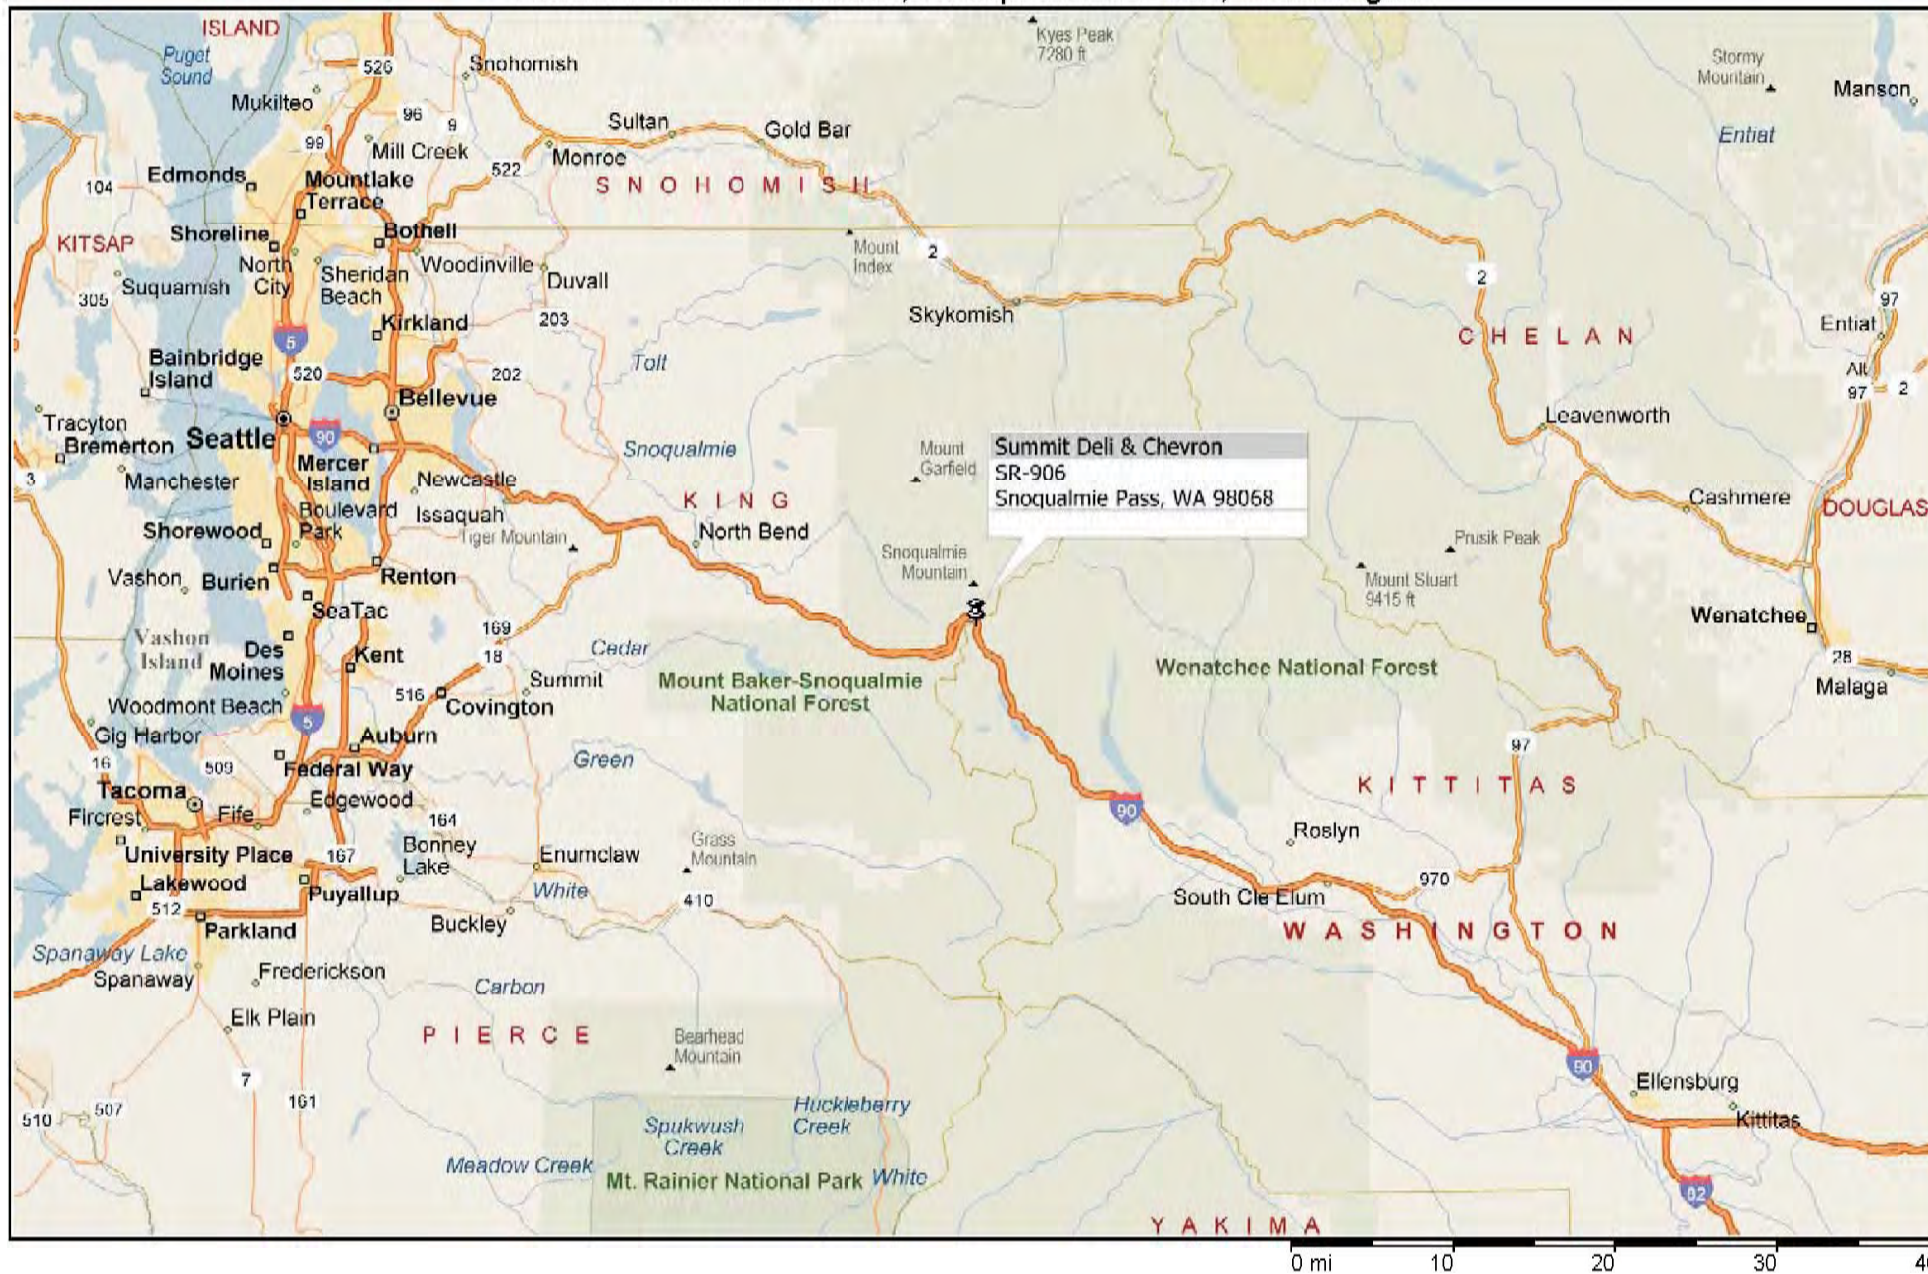 ISLAND
Kyes Peak
7280 ft
Puget
Sound
Stormy
Mountain
526
Snohomish
Manson
Mukilteo
96
9
Sultan
Gold Bar
Entiat
99
Mill Creek
Monroe
522
Edmonds
104
Mountlake
Terrace
SNOHOMISH
KITSAP
Shoreline
Bothell
Mount
Index
2
North
City
Sheridan
Beach
Woodinville
Duvall
2
Suquamish
305
97
Skykomish
Kirkland
203
Entiat
5
CHELAN
Bainbridge
Island
Tolt
520
202
Alt
97
2
Bellevue
Tracyton
Leavenworth
Bremerton
Seattle
90
Snoqualmie
Mount
Garfield
Summit Deli & Chevron
SR-906
Snoqualmie Pass, WA 98068
Mercer
Island
Newcastle
3
Manchester
KING
Cashmere
Boulevard
Park
Issaquah
DOUGLAS
Shorewood
North Bend
Tiger Mountain
Prusik Peak
Snoqualmie
Mountain
Vashon
Burien
Renton
Mount Stuart
9415 ft
SeaTac
Wenatchee
169
Vashon
Island
Des
Moines
Kent
18
Cedar
28
Wenatchee National Forest
Summit
Mount Baker-Snoqualmie
National Forest
Malaga
516
Woodmont Beach
Covington
5
Gig Harbor
Auburn
97
16
509
Green
Federal Way
KITTITAS
Tacoma
Edgewood
90
Fircrest
Fife
164
Roslyn
University Place
167
Bonney
Lake
Enumclaw
Grass
Mountain
Lakewood
Puyallup
White
970
South Cle Elum
512
410
Parkland
Buckley
WASHINGTON
Spanaway Lake
Spanaway
Frederickson
Carbon
Elk Plain
PIERCE
Bearhead
Mountain
90
7
Ellensburg
161
510
507
Huckleberry
Creek
Kittitas
Spukwush
Creek
Meadow Creek
Mt. Rainier National Park
White
82
YAKIMA
0 mi
10
20
30